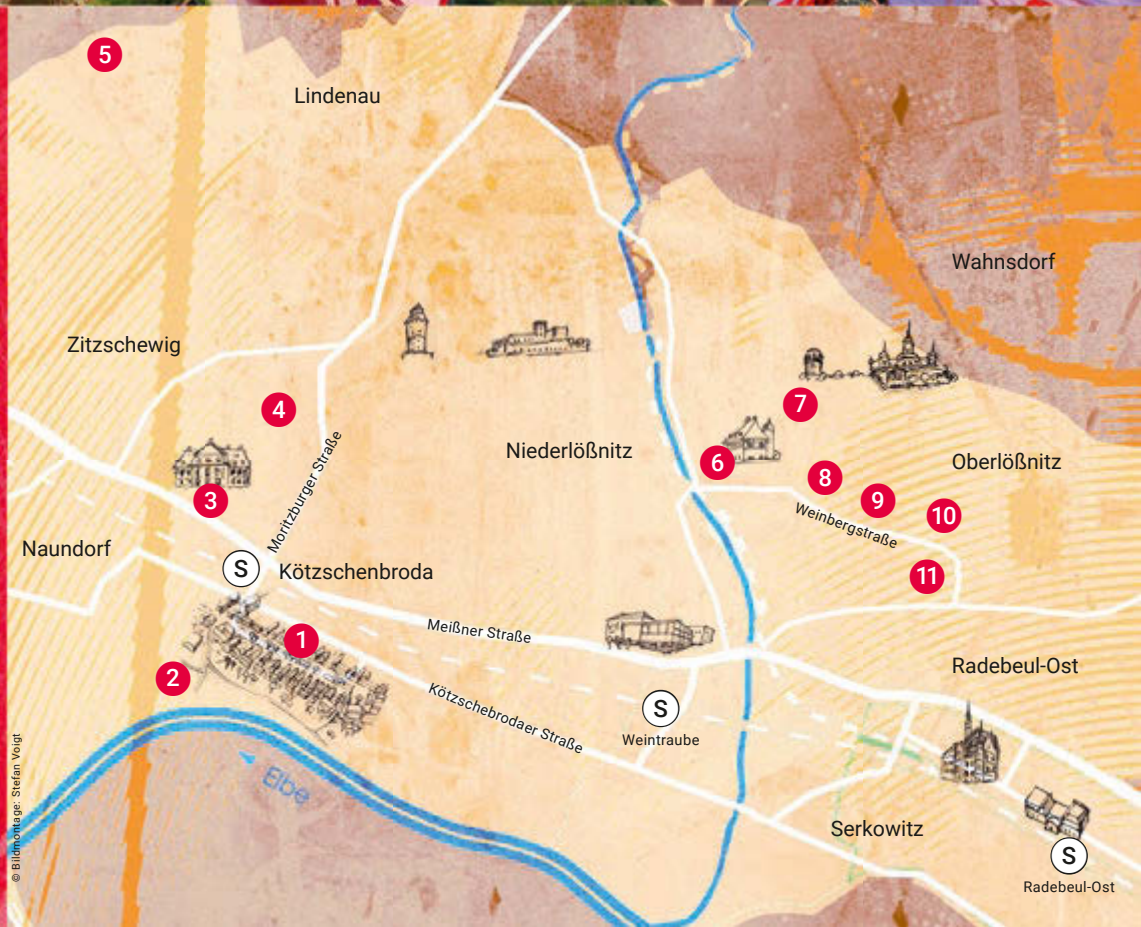 5
Lindenau
Wahnsdorf
Zitzschewig
7
4
Niederlößnitz
6
Oberlößnitz
8
3
9
10
Moritzburger Straße
Weinbergstraße
Naundorf
S
Kötzschenbroda
11
1
Meißner Straße
2
Radebeul-Ost
Kötzschebrodaer Straße
S
Weintraube
Elbe
Serkowitz
S
Radebeul-Ost
© Bildmontage: Stefan Voigt